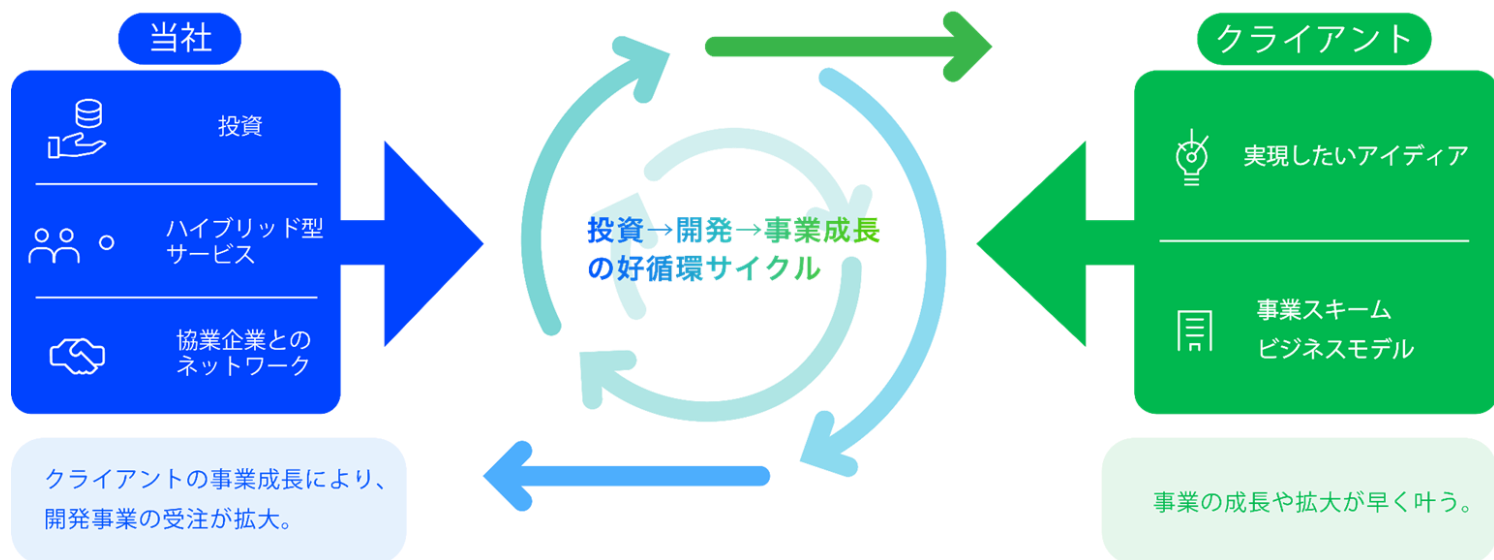 当社
投資
ハイブリッド型
サービス
協業企業との
ネットワーク
クライアントの事業成長により、
開発事業の受注が拡大。
投資→開発→事業成長
の好循環サイクル
クライアント
実現したいアイディア
事業スキーム
ビジネスモデル
事業の成長や拡大が早く叶う。